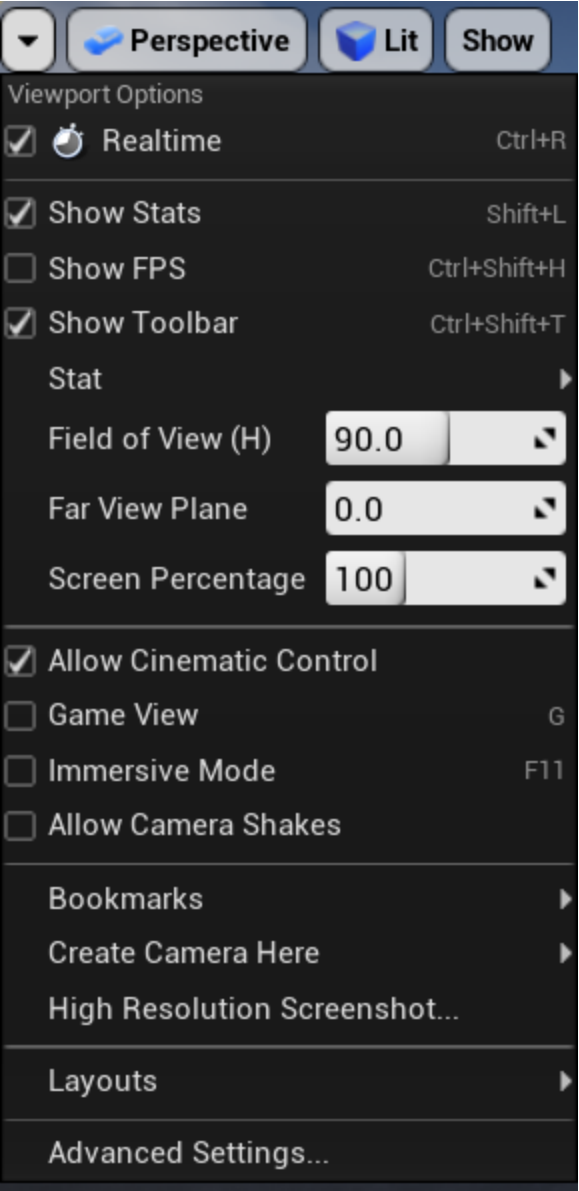 Perspective Lit Show
Viewport Options
Realtime Ctrl+R
Show Stats Shift+L
Show FPS Ctrl+Shift+H
Show Toolbar Ctrl+Shift+T
Stat
Field of View (H) 90.0
Far View Plane 0.0
Screen Percentage 100
Allow Cinematic Control
Game View G
Immersive Mode F11
Allow Camera Shakes
Bookmarks
Create Camera Here
High Resolution Screenshot...
Layouts
Advanced Settings...